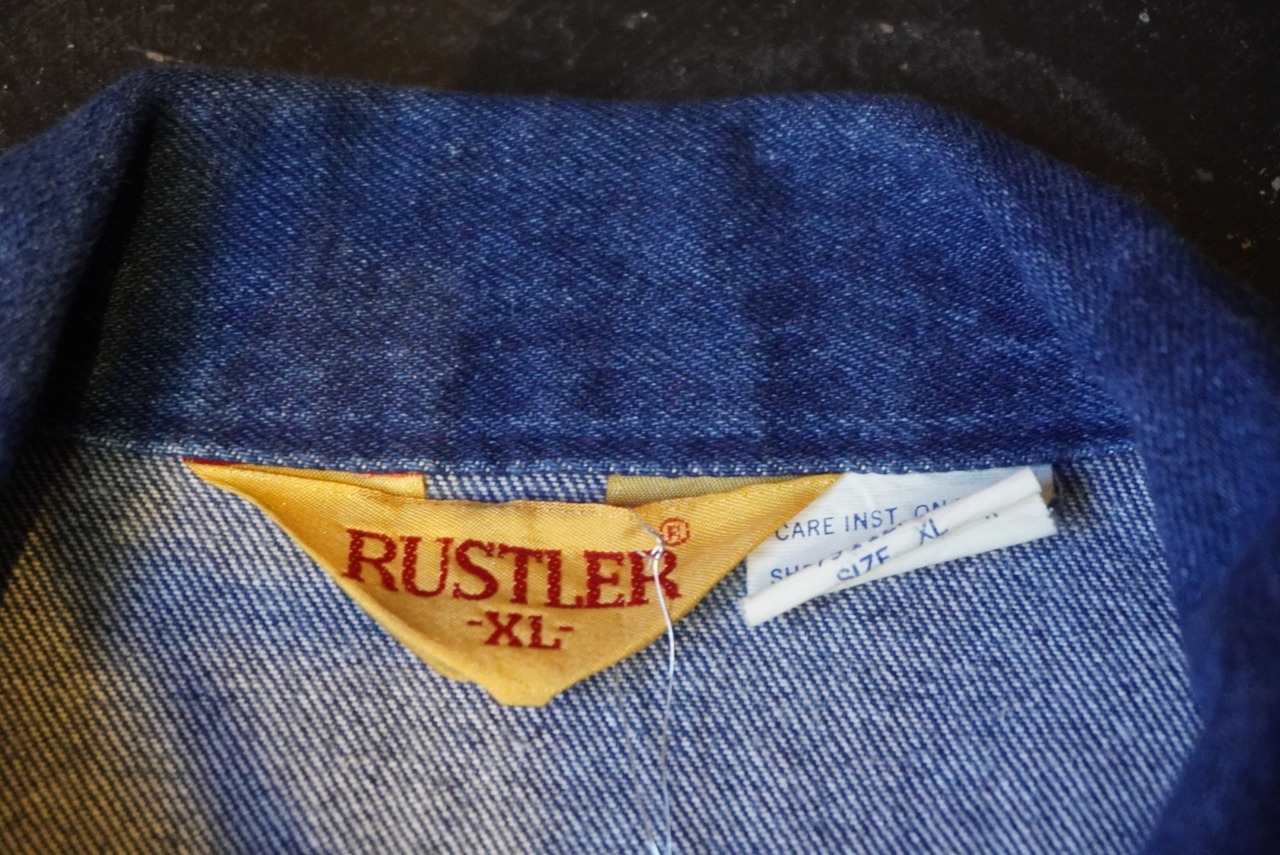 RUSTLER®
-XL-
CARE INST. ON
SIZE XL